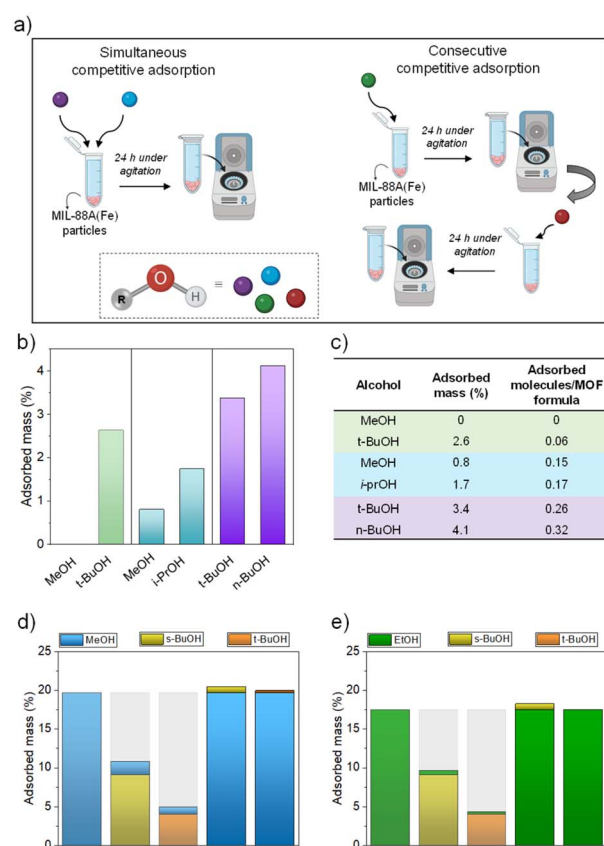 a)
Simultaneous
competitive adsorption
24 h under
agitation
MIL-88A(Fe)
particles
R O H ≡
Consecutive
competitive adsorption
24 h under
agitation
MIL-88A(Fe)
particles
24 h under
agitation
b)
Adsorbed mass (%)
4
3
2
1
0
MeOH
t-BuOH
MeOH
i-PrOH
t-BuOH
n-BuOH
c)
Alcohol Adsorbed mass (%) Adsorbed molecules/MOF formula
MeOH 0 0
t-BuOH 2.6 0.06
MeOH 0.8 0.15
i-prOH 1.7 0.17
t-BuOH 3.4 0.26
n-BuOH 4.1 0.32
d)
MeOH s-BuOH t-BuOH
Adsorbed mass (%)
25
20
15
10
5
0
e)
EtOH s-BuOH t-BuOH
Adsorbed mass (%)
25
20
15
10
5
0